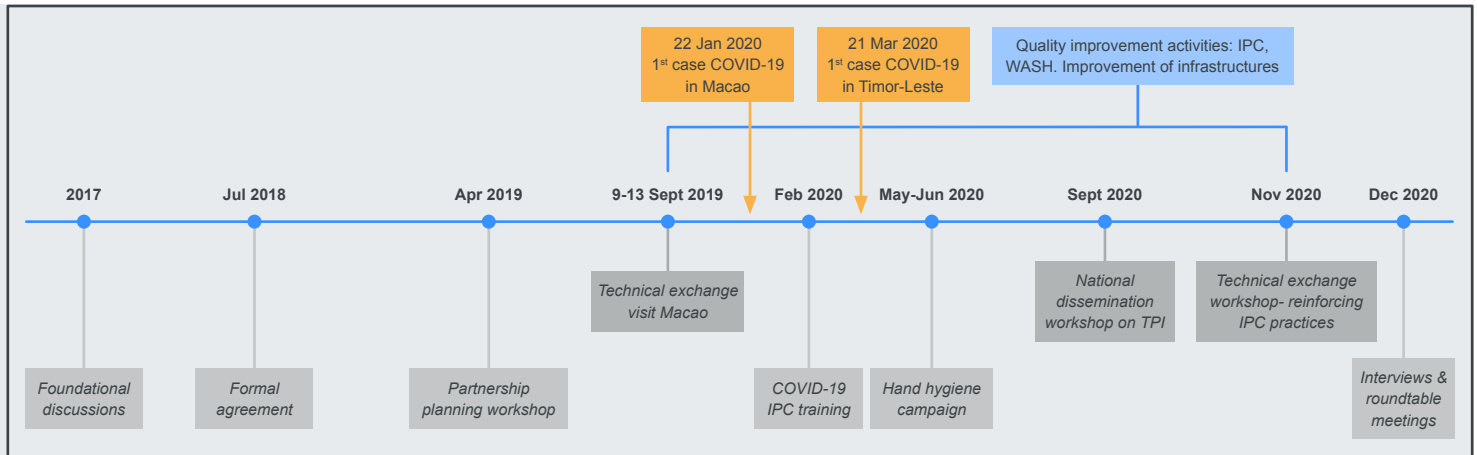 22 Jan 2020
1st case COVID-19
in Macao
21 Mar 2020
1st case COVID-19
in Timor-Leste
Quality improvement activities: IPC,
WASH. Improvement of infrastructures
2017
Jul 2018
Apr 2019
9-13 Sept 2019
Feb 2020
May-Jun 2020
Sept 2020
Nov 2020
Dec 2020
Technical exchange
visit Macao
National
dissemination
workshop on TPI
Technical exchange
workshop- reinforcing
IPC practices
Foundational
discussions
Formal
agreement
Partnership
planning workshop
COVID-19
IPC training
Hand hygiene
campaign
Interviews &
roundtable
meetings